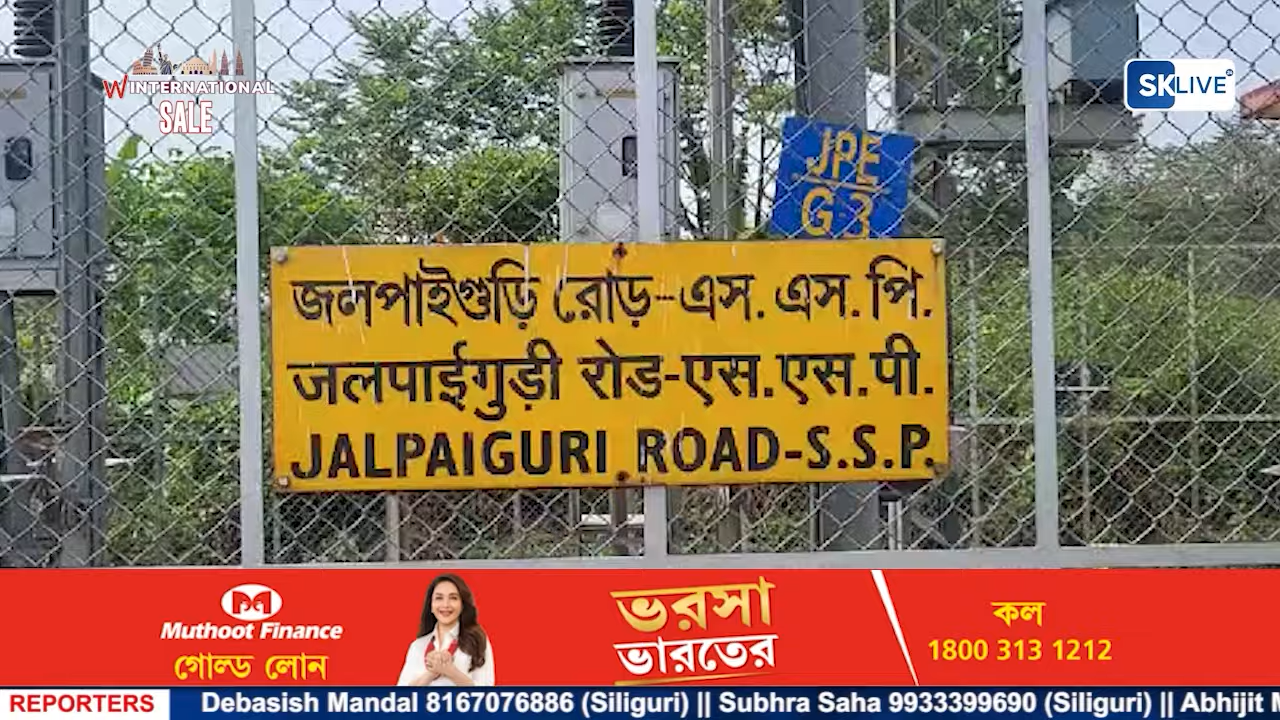 WINTERNATIONAL
SALE
SKLIVE
JPE
G-3
জলপাইগুড়ি রোড়-এস.এস.পি.
जलपाईगुड़ी रोड-एस.एस.पी.
JALPAIGURI ROAD-S.S.P.
Muthoot Finance
গোল্ড লোন
ভরসা
ভারতের
কল
1800 313 1212
REPORTERS
Debasish Mandal 8167076886 (Siliguri) || Subhra Saha 9933399690 (Siliguri) || Abhijit